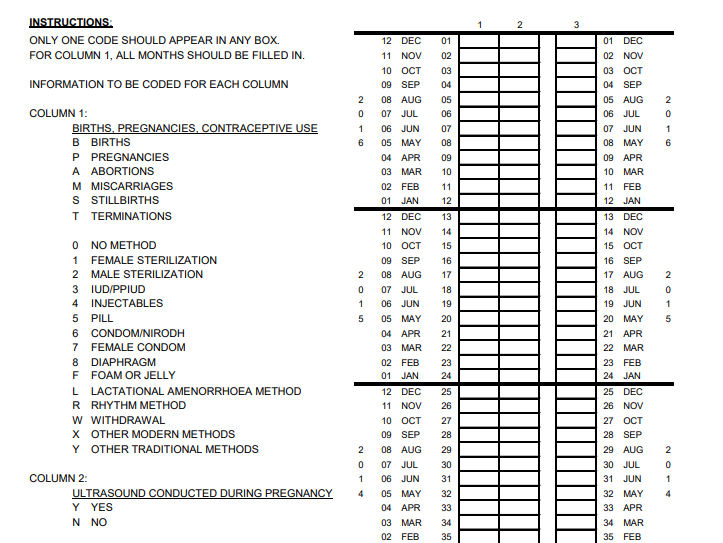 INSTRUCTIONS:
1 2 3
ONLY ONE CODE SHOULD APPEAR IN ANY BOX. 12 DEC 01 01 DEC
FOR COLUMN 1, ALL MONTHS SHOULD BE FILLED IN. 11 NOV 02 02 NOV
10 OCT 03 03 OCT
INFORMATION TO BE CODED FOR EACH COLUMN 09 SEP 04 04 SEP
2 08 AUG 05 05 AUG 2
COLUMN 1: 0 07 JUL 06 06 JUL 0
BIRTHS, PREGNANCIES, CONTRACEPTIVE USE 1 06 JUN 07 07 JUN 1
B BIRTHS 6 05 MAY 08 08 MAY 6
P PREGNANCIES 04 APR 09 09 APR
A ABORTIONS 03 MAR 10 10 MAR
M MISCARRIAGES 02 FEB 11 11 FEB
S STILLBIRTHS 01 JAN 12 12 JAN
T TERMINATIONS 12 DEC 13 13 DEC
11 NOV 14 14 NOV
0 NO METHOD 10 OCT 15 15 OCT
1 FEMALE STERILIZATION 09 SEP 16 16 SEP
2 MALE STERILIZATION 2 08 AUG 17 17 AUG 2
3 IUD/PPIUD 0 07 JUL 18 18 JUL 0
4 INJECTABLES 1 06 JUN 19 19 JUN 1
5 PILL 5 05 MAY 20 20 MAY 5
6 CONDOM/NIRODH 04 APR 21 21 APR
7 FEMALE CONDOM 03 MAR 22 22 MAR
8 DIAPHRAGM 02 FEB 23 23 FEB
F FOAM OR JELLY 01 JAN 24 24 JAN
L LACTATIONAL AMENORRHOEA METHOD 12 DEC 25 25 DEC
R RHYTHM METHOD 11 NOV 26 26 NOV
W WITHDRAWAL 10 OCT 27 27 OCT
X OTHER MODERN METHODS 09 SEP 28 28 SEP
Y OTHER TRADITIONAL METHODS 2 08 AUG 29 29 AUG 2
0 07 JUL 30 30 JUL 0
COLUMN 2: 1 06 JUN 31 31 JUN 1
ULTRASOUND CONDUCTED DURING PREGNANCY 4 05 MAY 32 32 MAY 4
Y YES 04 APR 33 33 APR
N NO 03 MAR 34 34 MAR
02 FEB 35 35 FEB